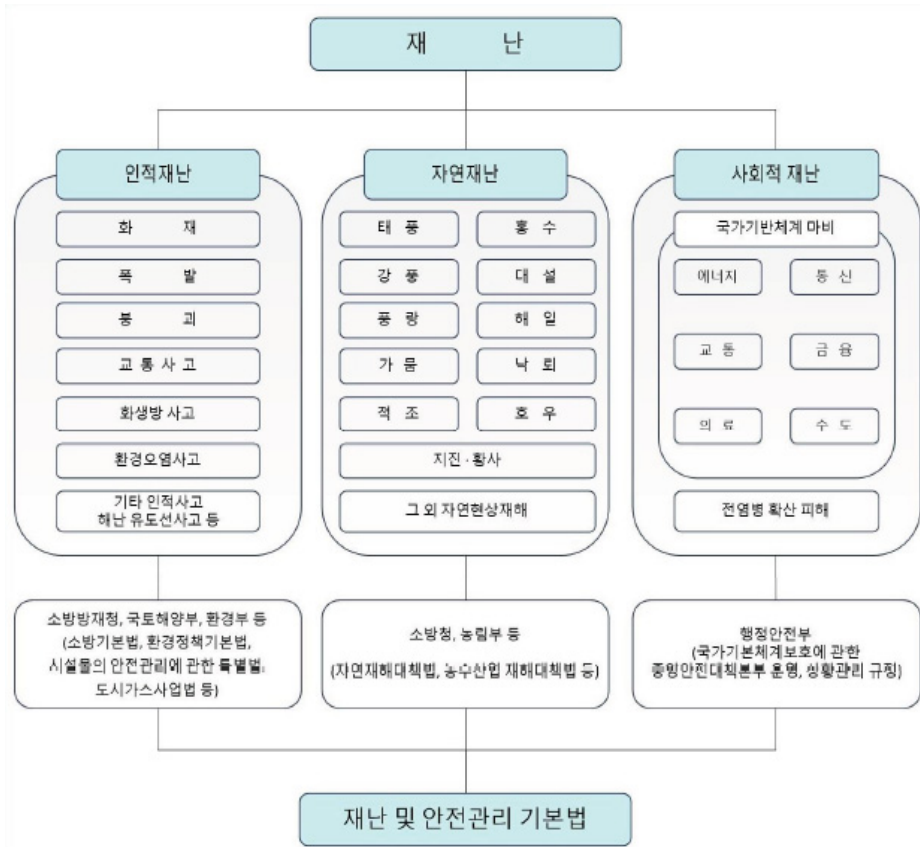 재 난
인적재난
화 재
폭 발
붕 괴
교 통 사 고
화생방 사고
환경오염사고
기타 인적사고
해난 유도선사고 등
자연재난
태 풍
홍 수
강 풍
대 설
풍 랑
해 일
가 뭄
낙 뢰
적 조
호 우
지진 · 황사
그 외 자연현상재해
사회적 재난
국가기반체계 마비
에너지
통 신
교 통
금 융
의 료
수 도
전염병 확산 피해
소방방재청, 국토해양부, 환경부 등
(소방기본법, 환경정책기본법,
시설물의 안전관리에 관한 특별법,
도시가스사업법 등)
소방청, 농림부 등
(자연재해대책법, 농수산업 재해대책법 등)
행정안전부
(국가기본체계보호에 관한
중앙안전대책본부 운영, 상황관리 규정)
재난 및 안전관리 기본법